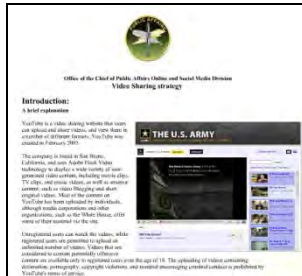 Office of the Chief of Public Affairs Online and Social Media Division
Video Sharing strategy
Introduction:
A brief explanation
YouTube is a video sharing website that users
can upload and share videos, and view them in
a number of different formats. YouTube was
created in February 2005.
THE U.S. ARMY
The company is based in San Bruno,
California, and uses Adobe Flash Video
technology to display a wide variety of user-
generated video content, including movie clips,
TV clips, and music videos, as well as amateur
content such as video blogging and short
original videos. Most of the content on
YouTube has been uploaded by individuals,
although media corporations and other
organizations, such as the White House, offer
some of their material via the site.
Unregistered users can watch the videos, while
registered users are permitted to upload an
unlimited number of videos. Videos that are
considered to contain potentially offensive
content are available only to registered users over the age of 18. The uploading of videos containing
defamation, pornography, copyright violations, and material encouraging criminal conduct is prohibited by
YouTube's terms of service.